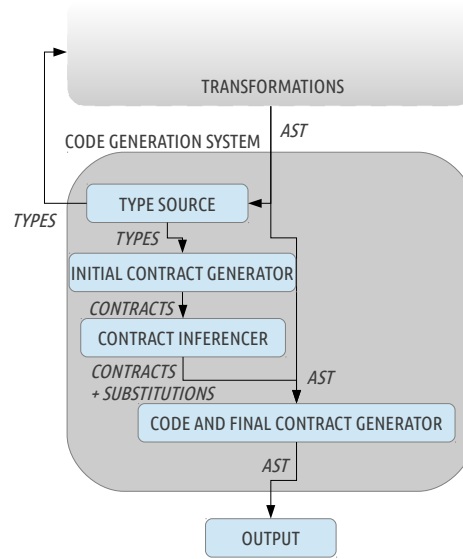 TRANSFORMATIONS
AST
CODE GENERATION SYSTEM
TYPE SOURCE
TYPES
TYPES
INITIAL CONTRACT GENERATOR
CONTRACTS
CONTRACT INFERENCER
CONTRACTS
+ SUBSTITUTIONS
AST
CODE AND FINAL CONTRACT GENERATOR
AST
OUTPUT